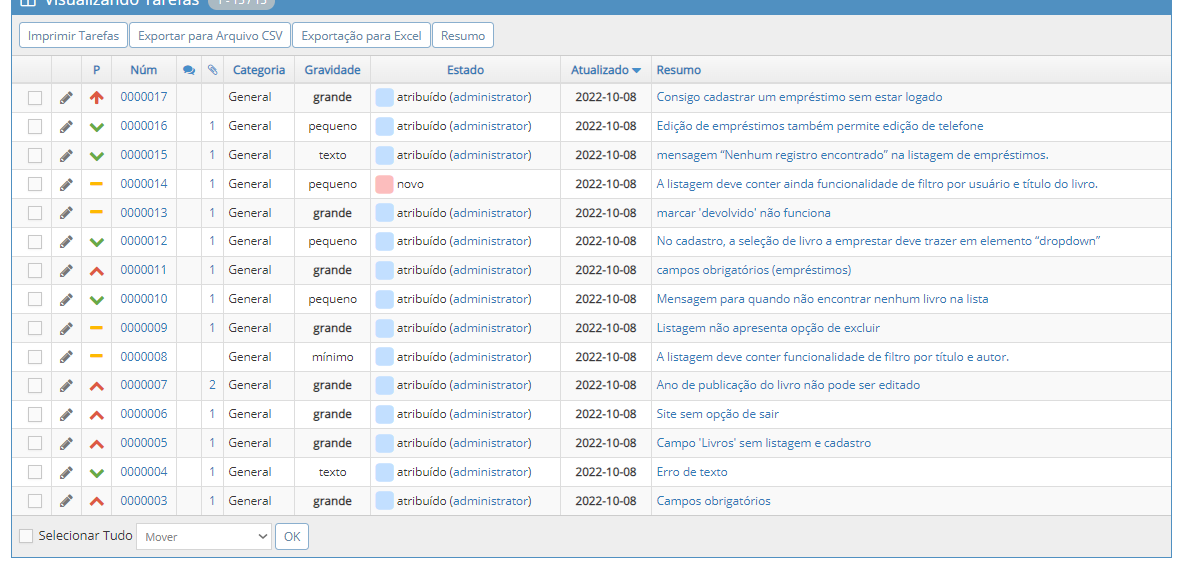 Visualizando Tarefas 1 - 15 / 15
Imprimir Tarefas Exportar para Arquivo CSV Exportação para Excel Resumo
P Núm Categoria Gravidade Estado Atualizado Resumo
0000017 General grande atribuído (administrator) 2022-10-08 Consigo cadastrar um empréstimo sem estar logado
0000016 1 General pequeno atribuído (administrator) 2022-10-08 Edição de empréstimos também permite edição de telefone
0000015 1 General texto atribuído (administrator) 2022-10-08 mensagem “Nenhum registro encontrado” na listagem de empréstimos.
0000014 1 General pequeno novo 2022-10-08 A listagem deve conter ainda funcionalidade de filtro por usuário e título do livro.
0000013 1 General grande atribuído (administrator) 2022-10-08 marcar 'devolvido' não funciona
0000012 1 General pequeno atribuído (administrator) 2022-10-08 No cadastro, a seleção de livro a emprestar deve trazer em elemento “dropdown”
0000011 1 General grande atribuído (administrator) 2022-10-08 campos obrigatórios (empréstimos)
0000010 1 General pequeno atribuído (administrator) 2022-10-08 Mensagem para quando não encontrar nenhum livro na lista
0000009 1 General grande atribuído (administrator) 2022-10-08 Listagem não apresenta opção de excluir
0000008 General mínimo atribuído (administrator) 2022-10-08 A listagem deve conter funcionalidade de filtro por título e autor.
0000007 2 General grande atribuído (administrator) 2022-10-08 Ano de publicação do livro não pode ser editado
0000006 1 General grande atribuído (administrator) 2022-10-08 Site sem opção de sair
0000005 1 General grande atribuído (administrator) 2022-10-08 Campo 'Livros' sem listagem e cadastro
0000004 1 General texto atribuído (administrator) 2022-10-08 Erro de texto
0000003 1 General grande atribuído (administrator) 2022-10-08 Campos obrigatórios
Selecionar Tudo Mover OK